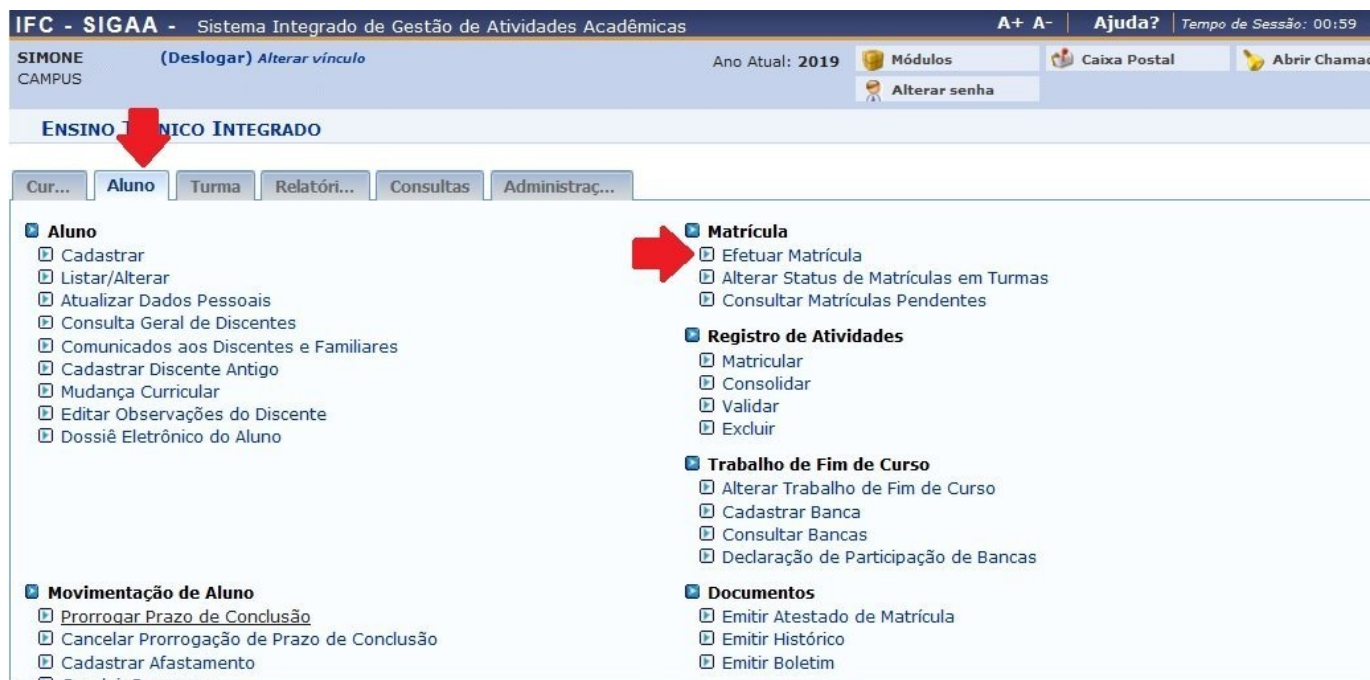 IFC - SIGAA - Sistema Integrado de Gestão de Atividades Acadêmicas A+ A- Ajuda? Tempo de Sessão: 00:59
SIMONE (Deslogar) Alterar vínculo Ano Atual: 2019 Módulos Caixa Postal Abrir Chamad
CAMPUS Alterar senha
ENSINO INTEGRADO
Cur... Aluno Turma Relatóri... Consultas Administraç...
Aluno
Cadastrar
Listar/Alterar
Atualizar Dados Pessoais
Consulta Geral de Discentes
Comunicados aos Discentes e Familiares
Cadastrar Discente Antigo
Mudança Curricular
Editar Observações do Discente
Dossiê Eletrônico do Aluno
Matrícula
Efetuar Matrícula
Alterar Status de Matrículas em Turmas
Consultar Matrículas Pendentes
Registro de Atividades
Matricular
Consolidar
Validar
Excluir
Trabalho de Fim de Curso
Alterar Trabalho de Fim de Curso
Cadastrar Banca
Consultar Bancas
Declaração de Participação de Bancas
Movimentação de Aluno
Prorrogar Prazo de Conclusão
Cancelar Prorrogação de Prazo de Conclusão
Cadastrar Afastamento
Documentos
Emitir Atestado de Matrícula
Emitir Histórico
Emitir Boletim